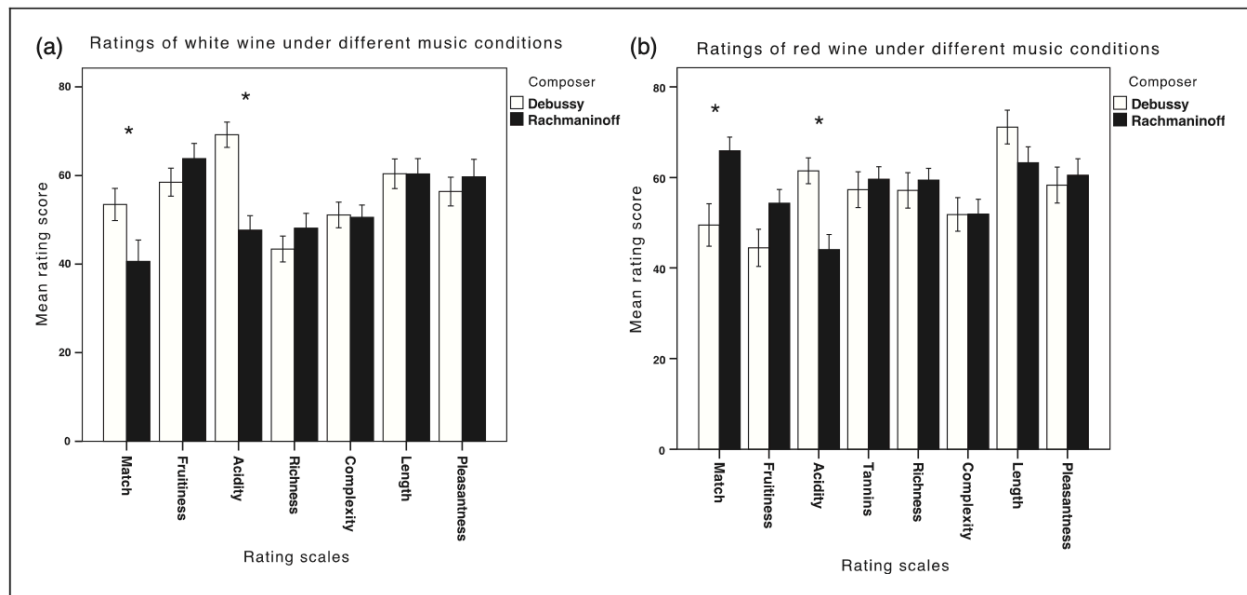 (a) Ratings of white wine under different music conditions
Composer
Debussy
Rachmaninoff
Mean rating score
80
60
40
20
0
*
*
Match
Fruitiness
Acidity
Richness
Complexity
Length
Pleasantness
Rating scales
(b) Ratings of red wine under different music conditions
Composer
Debussy
Rachmaninoff
Mean rating score
80
60
40
20
0
*
*
Match
Fruitiness
Acidity
Tannins
Richness
Complexity
Length
Pleasantness
Rating scales